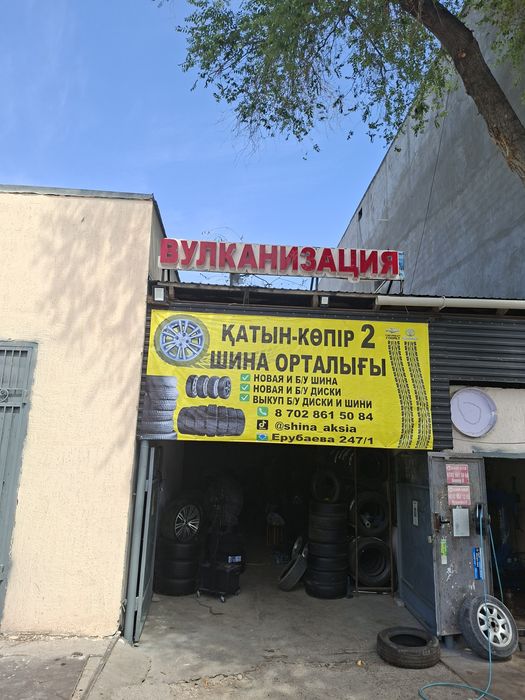 ВУЛКАНИЗАЦИЯ
ҚАТЫН-КӨПІР 2
ШИНА ОРТАЛЫҒЫ
НОВАЯ И Б/У ШИНА
НОВАЯ И Б/У ДИСКИ
ВЫКУП Б/У ДИСКИ И ШИНИ
8 702 861 50 84
@shina_aksia
Ерубаева 247/1